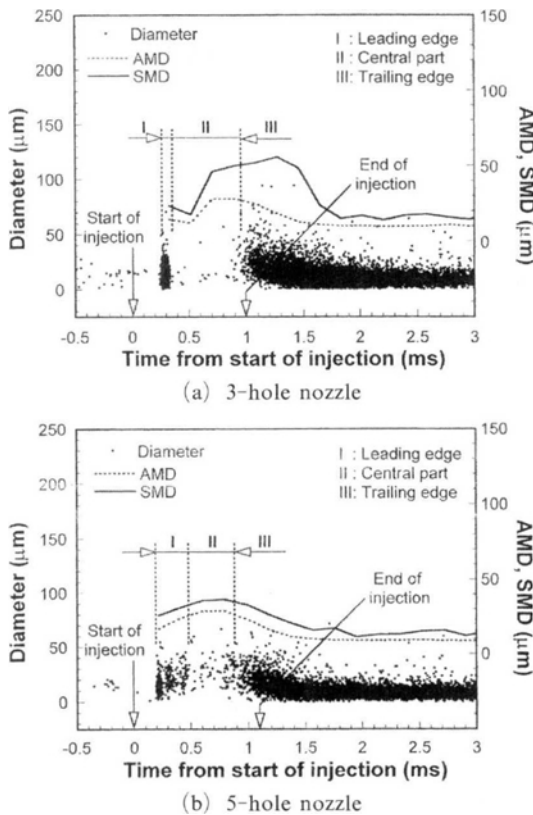 250
200
150
100
50
0
Diameter (μm)
Diameter
AMD
SMD
I : Leading edge
II : Central part
III : Trailing edge
I
II
III
Start of
injection
End of
injection
150
100
50
0
AMD, SMD
(μm)
-0.5 0 0.5 1 1.5 2 2.5 3
Time from start of injection (ms)
(a) 3-hole nozzle
250
200
150
100
50
0
Diameter (μm)
Diameter
AMD
SMD
I : Leading edge
II : Central part
III: Trailing edge
I
II
III
Start of
injection
End of
injection
150
100
50
0
AMD, SMD (μm)
-0.5 0 0.5 1 1.5 2 2.5 3
Time from start of injection (ms)
(b) 5-hole nozzle